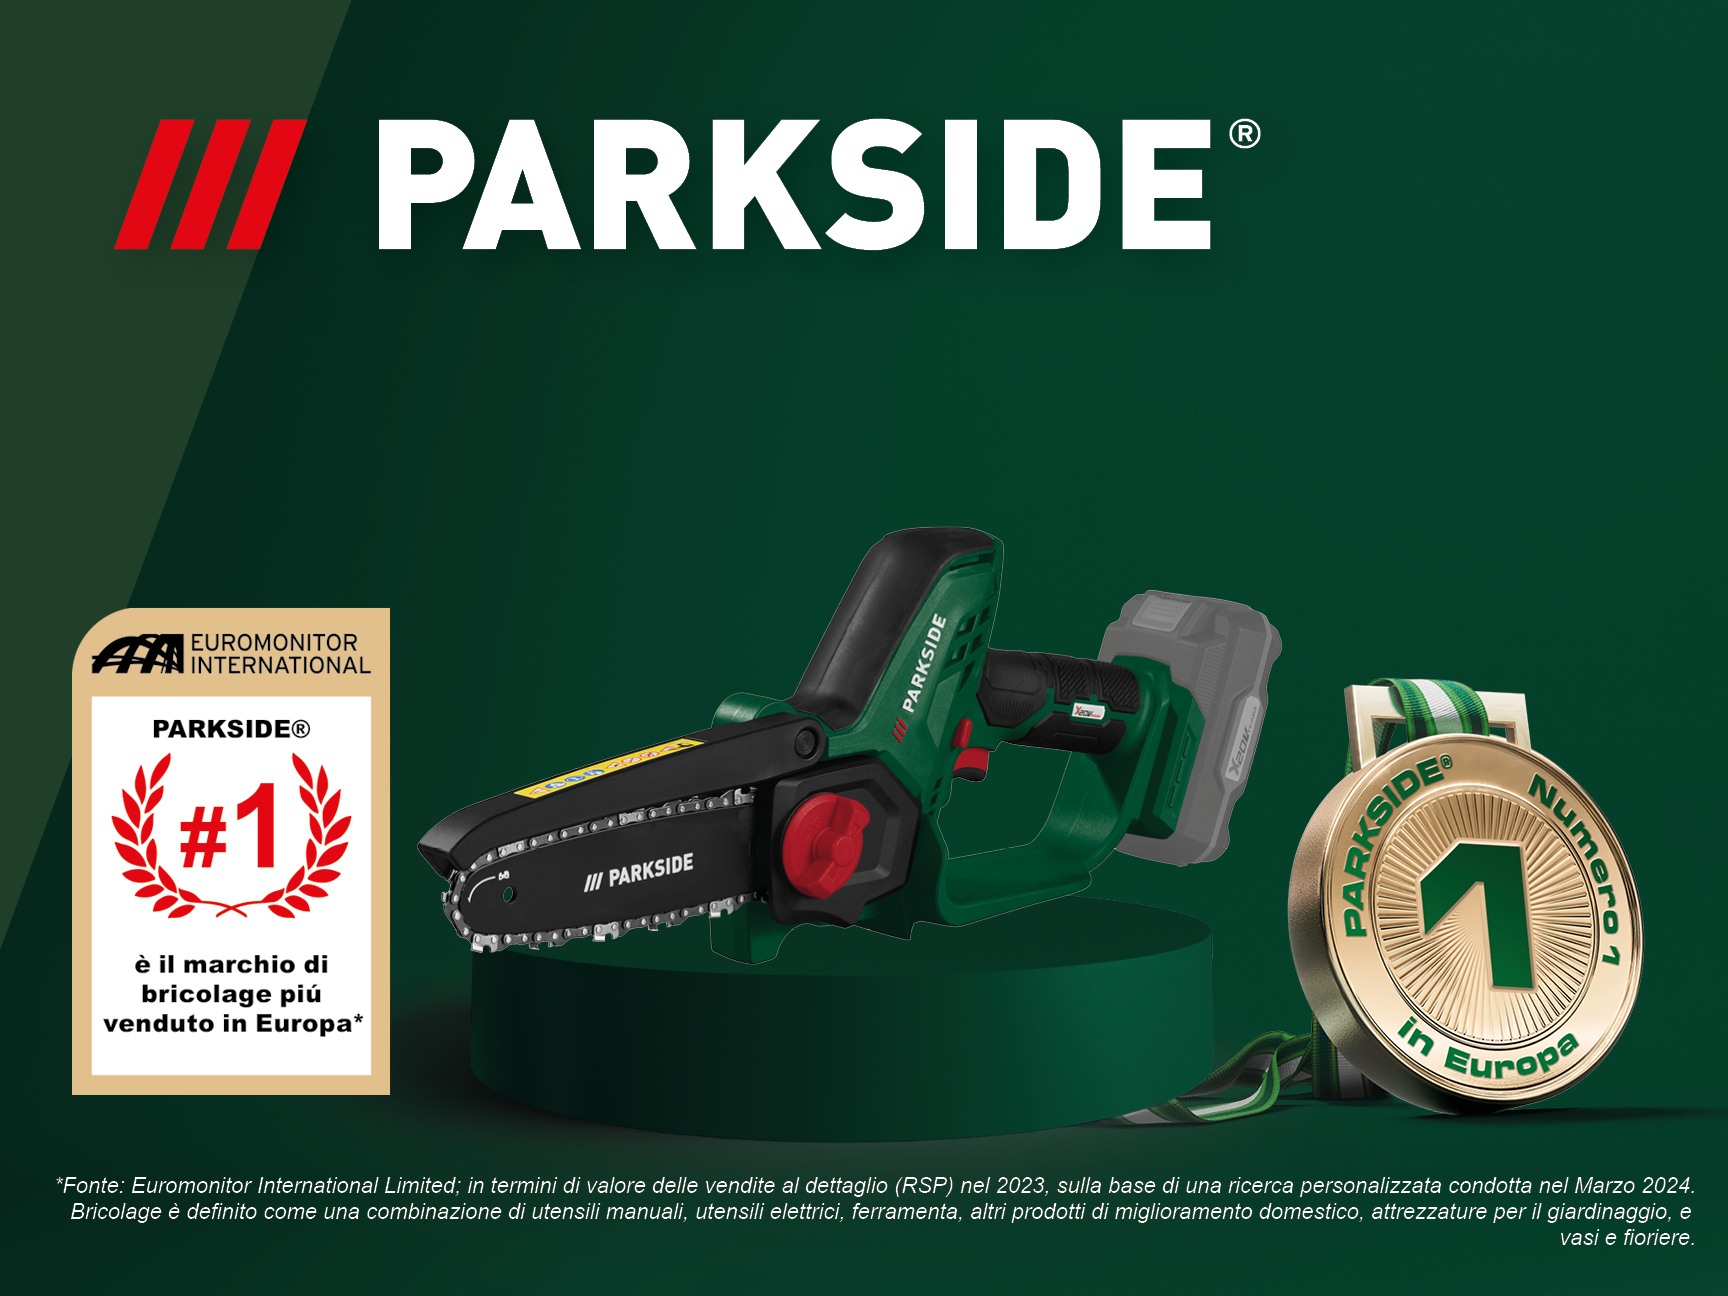 PARKSIDE®
EUROMONITOR
INTERNATIONAL
PARKSIDE®
#1
è il marchio di
bricolage piú
venduto in Europa*
PARKSIDE
PARKSIDE
X20V
X20V
PARKSIDE®
Numero 1
in Europa
1
*Fonte: Euromonitor International Limited; in termini di valore delle vendite al dettaglio (RSP) nel 2023, sulla base di una ricerca personalizzata condotta nel Marzo 2024.
Bricolage è definito come una combinazione di utensili manuali, utensili elettrici, ferramenta, altri prodotti di miglioramento domestico, attrezzature per il giardinaggio, e
vasi e fioriere.